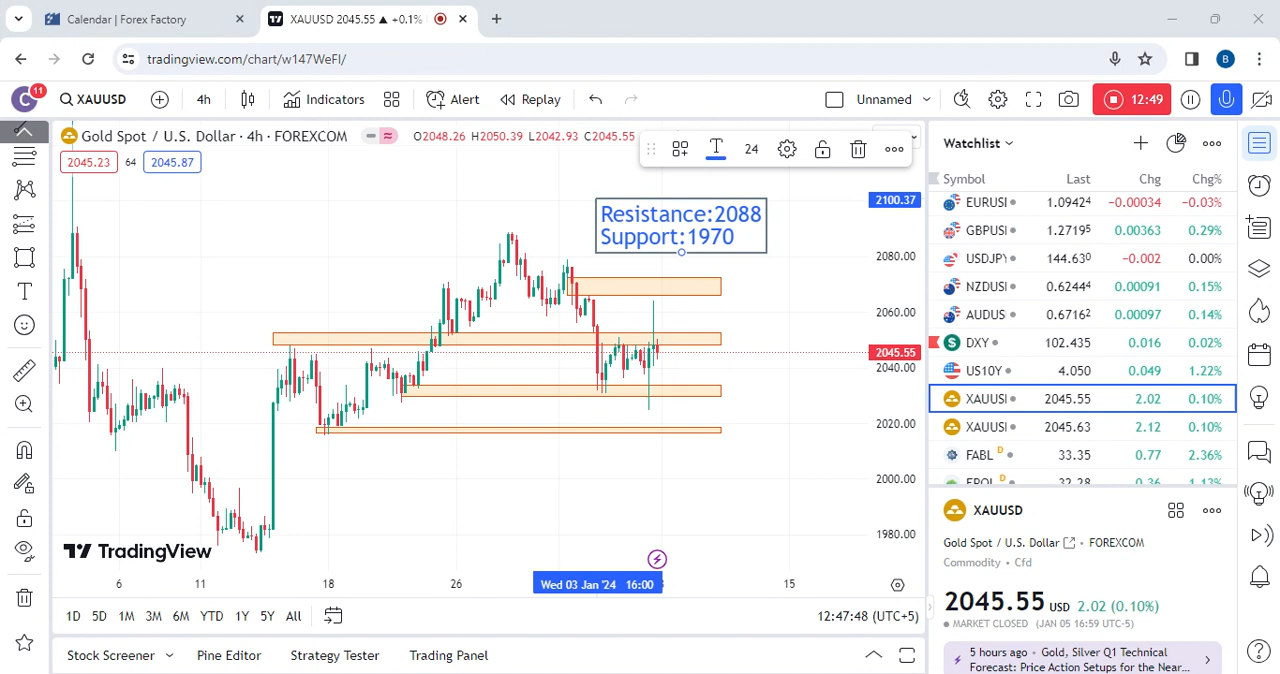 Calendar | Forex Factory
XAUUSD 2045.55 ▲ +0.1%
tradingview.com/chart/w147WeFI/
B
C 11
XAUUSD 4h Indicators Alert Replay Unnamed 12:49
Gold Spot / U.S. Dollar · 4h · FOREXCOM O2048.26 H2050.39 L2042.93 C2045.55
24
2045.23 64 2045.87
Resistance:2088
Support:1970
2100.37
2080.00
2060.00
2045.55
2040.00
2020.00
2000.00
1980.00
TradingView
6 11 18 26 Wed 03 Jan '24 16:00 15
1D 5D 1M 3M 6M YTD 1Y 5Y All 12:47:48 (UTC+5)
Stock Screener Pine Editor Strategy Tester Trading Panel
Watchlist
Symbol Last Chg Chg%
EURUSI 1.09424 −0.00034 −0.03%
GBPUSI 1.27195 0.00363 0.29%
USDJPY 144.630 −0.002 0.00%
NZDUSI 0.62444 0.00091 0.15%
AUDUS 0.67162 0.00097 0.14%
DXY 102.435 0.016 0.02%
US10Y 4.050 0.049 1.22%
XAUUSI 2045.55 2.02 0.10%
XAUUSI 2045.63 2.12 0.10%
FABL D 33.35 0.77 2.36%
XAUUSD
Gold Spot / U.S. Dollar • FOREXCOM
Commodity • Cfd
2045.55 USD 2.02 (0.10%)
MARKET CLOSED (JAN 05 16:59 UTC-5)
5 hours ago • Gold, Silver Q1 Technical
Forecast: Price Action Setups for the Near...